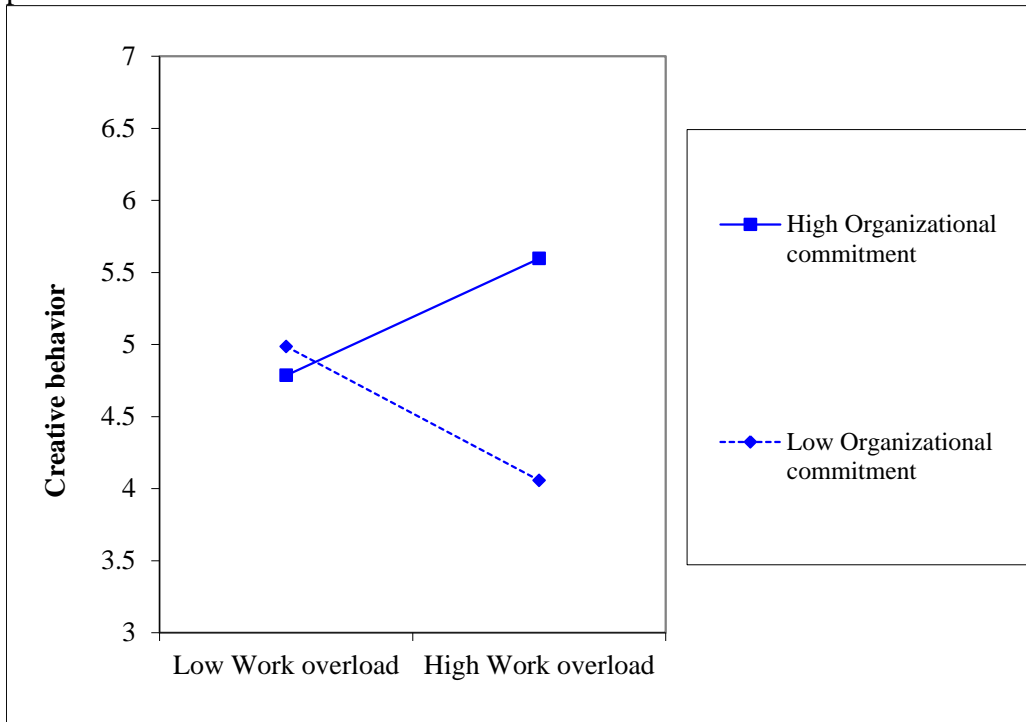 7
6.5
6
5.5
5
4.5
4
3.5
3
Creative behavior
Low Work overload
High Work overload
High Organizational
commitment
Low Organizational
commitment